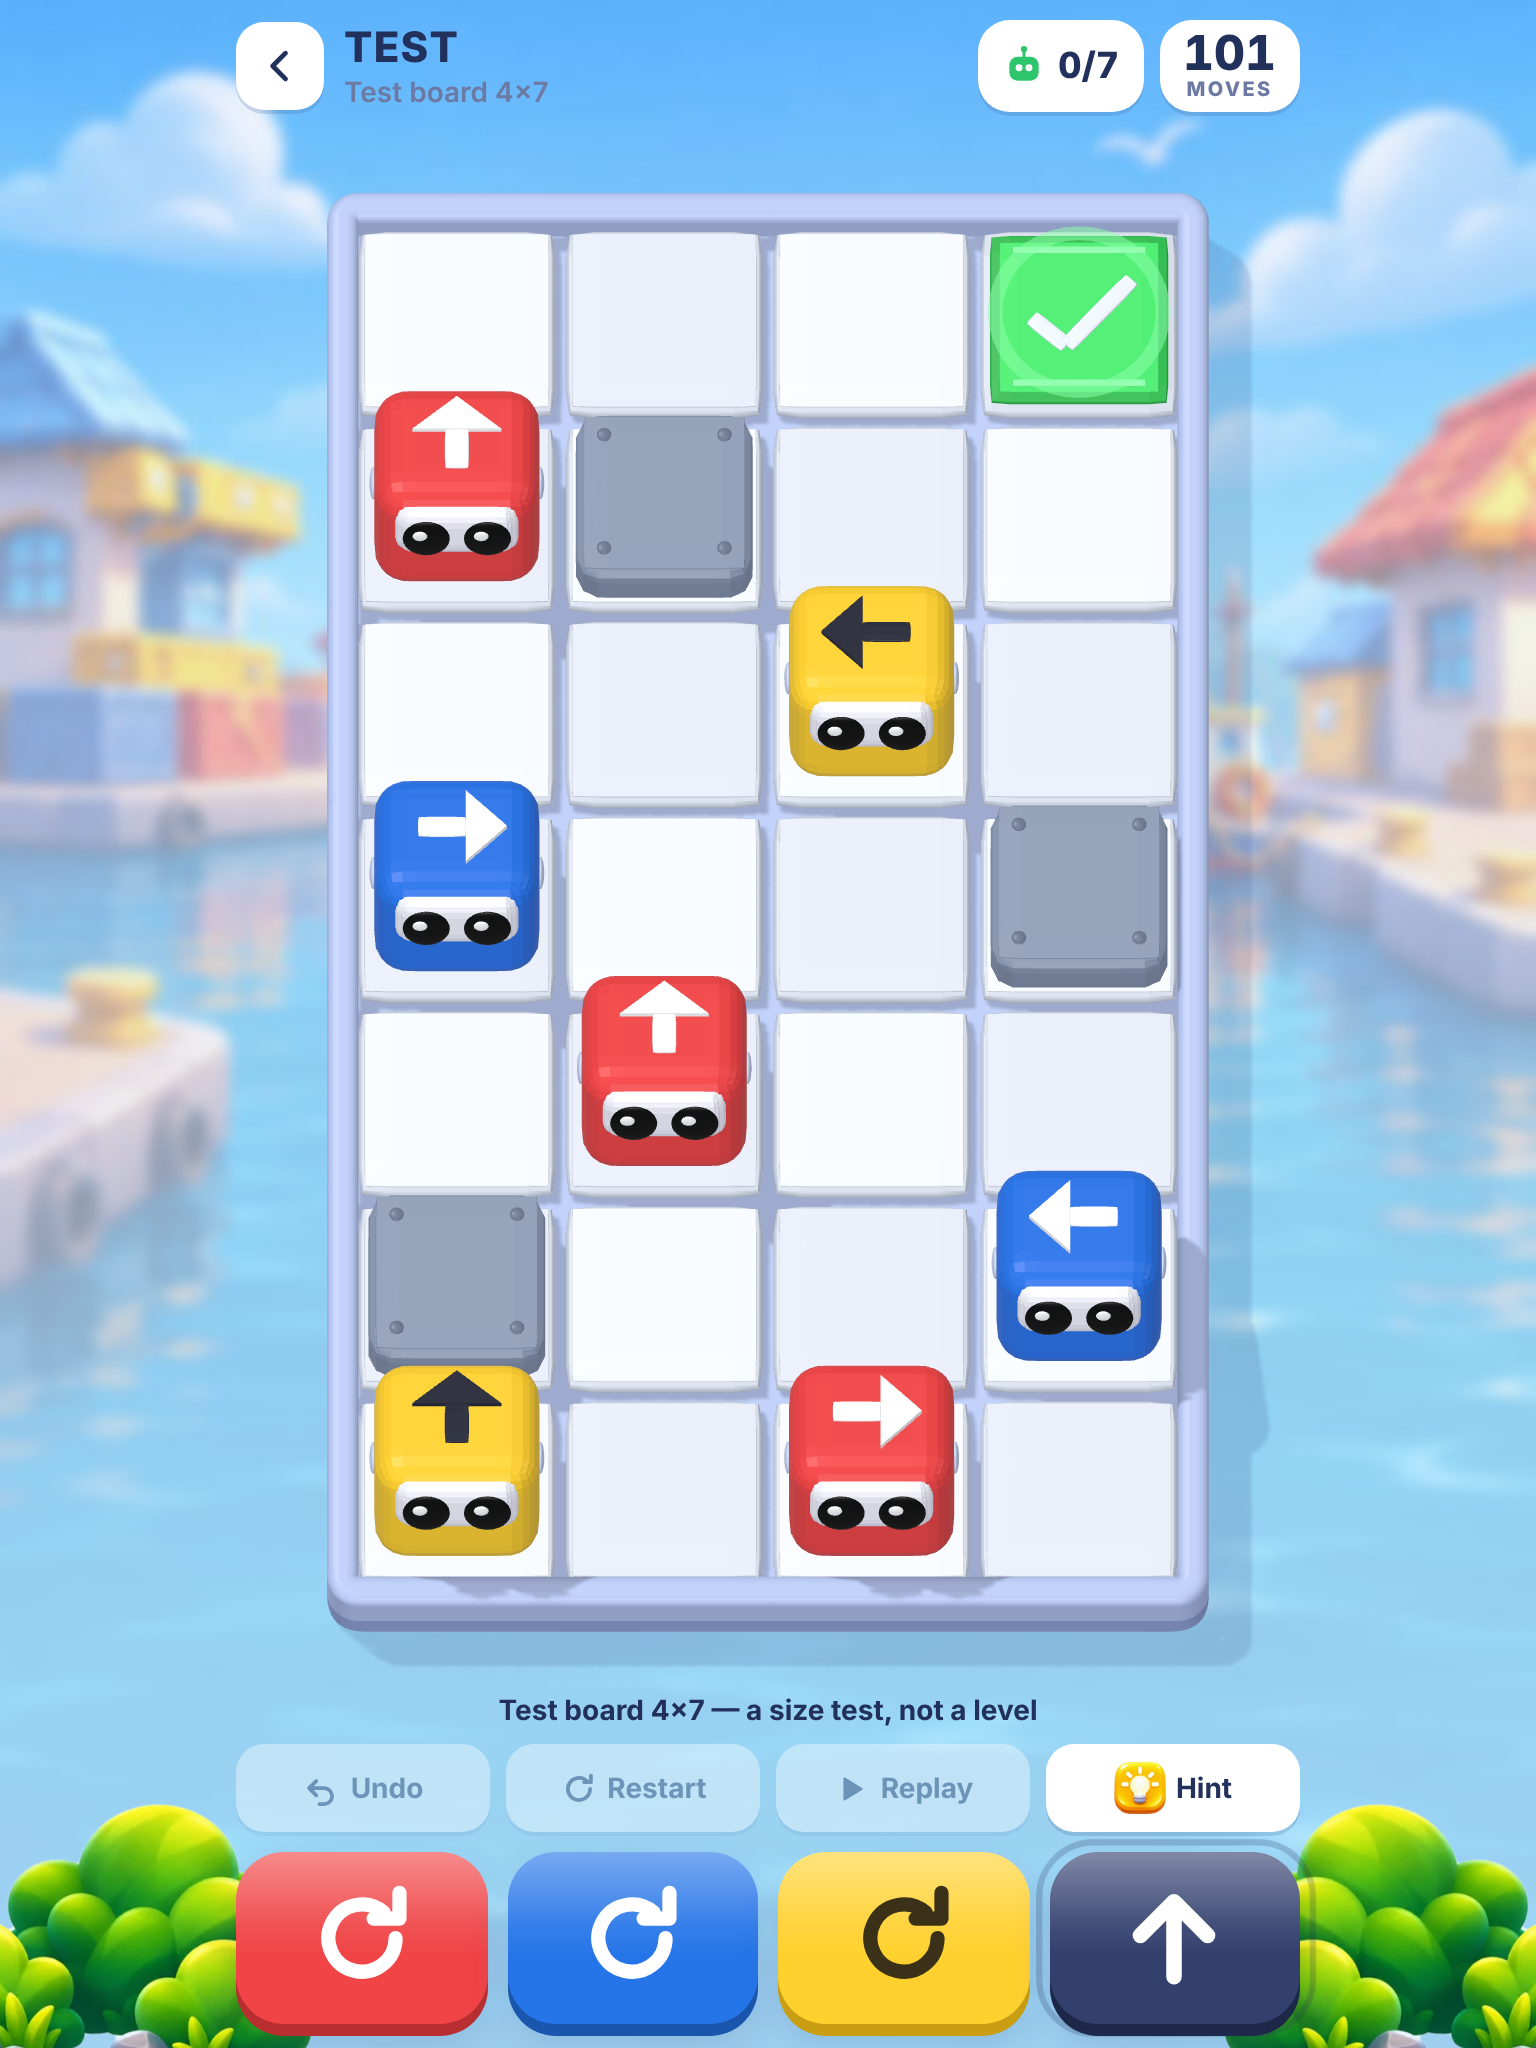 TEST
Test board 4×7
0/7
101
MOVES
Test board 4×7 — a size test, not a level
Undo
Restart
Replay
Hint